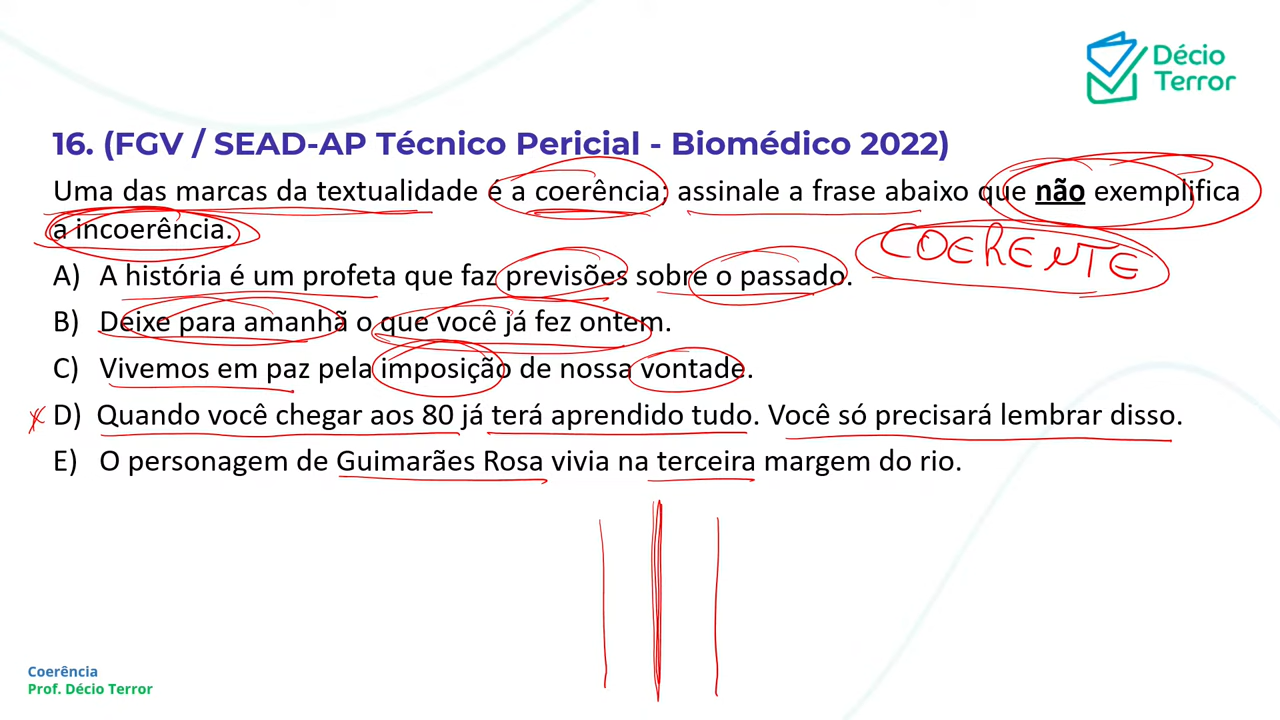 Décio
Terror
16. (FGV / SEAD-AP Técnico Pericial - Biomédico 2022)
Uma das marcas da textualidade é a coerência; assinale a frase abaixo que não exemplifica
a incoerência.
COERENTE
A) A história é um profeta que faz previsões sobre o passado.
B) Deixe para amanhã o que você já fez ontem.
C) Vivemos em paz pela imposição de nossa vontade.
D) Quando você chegar aos 80 já terá aprendido tudo. Você só precisará lembrar disso.
E) O personagem de Guimarães Rosa vivia na terceira margem do rio.
Coerência
Prof. Décio Terror